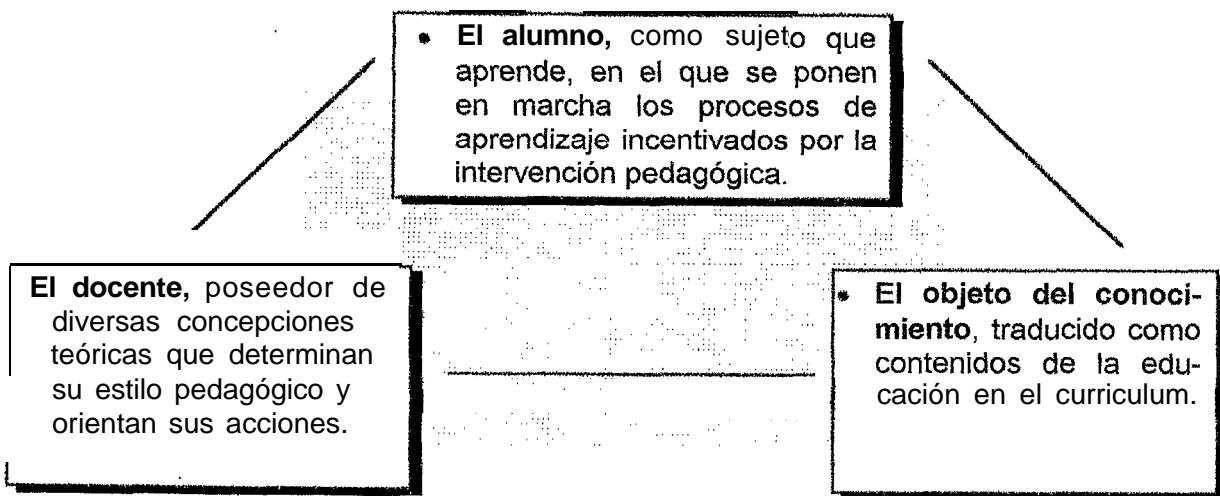 • El alumno, como sujeto que
aprende, en el que se ponen
en marcha los procesos de
aprendizaje incentivados por la
intervención pedagógica.
El docente, poseedor de
diversas concepciones
teóricas que determinan
su estilo pedagógico y
orientan sus acciones.
• El objeto del conoci-
miento, traducido como
contenidos de la edu-
cación en el curriculum.